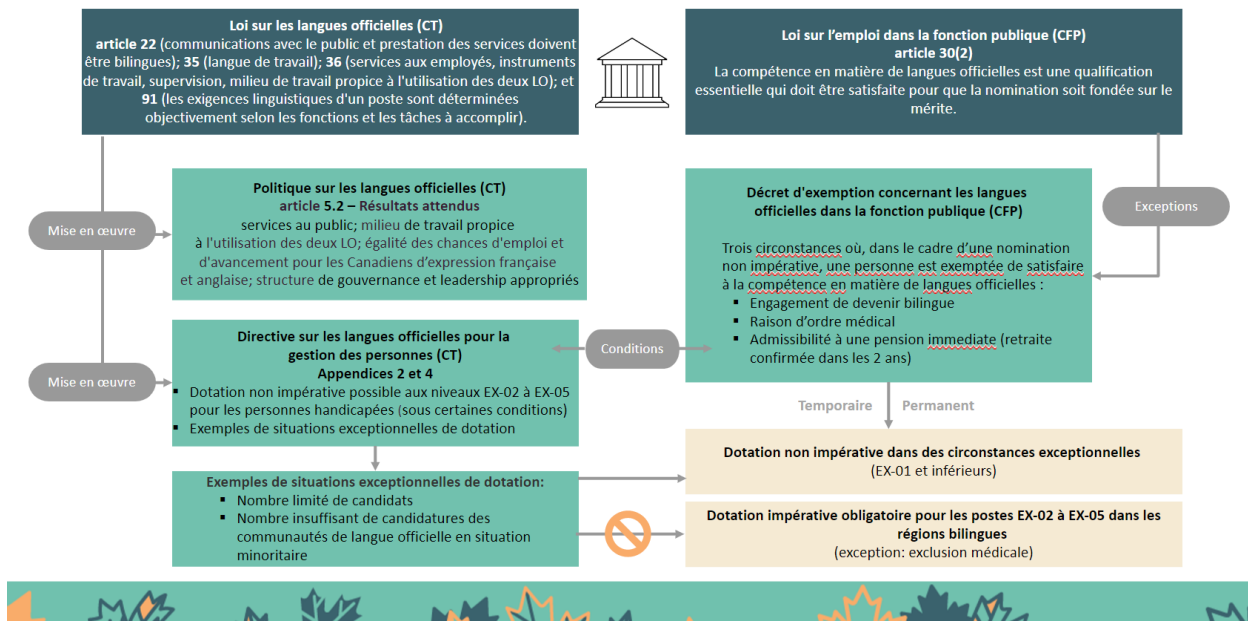 Loi sur les langues officielles (CT)
article 22 (communications avec le public et prestation des services doivent
être bilingues); 35 (langue de travail); 36 (services aux employés, instruments
de travail, supervision, milieu de travail propice à l'utilisation des deux LO); et
91 (les exigences linguistiques d'un poste sont déterminées
objectivement selon les fonctions et les tâches à accomplir).
Loi sur l’emploi dans la fonction publique (CFP)
article 30(2)
La compétence en matière de langues officielles est une qualification
essentielle qui doit être satisfaite pour que la nomination soit fondée sur le
mérite.
Mise en œuvre
Politique sur les langues officielles (CT)
article 5.2 – Résultats attendus
services au public; milieu de travail propice
à l'utilisation des deux LO; égalité des chances d'emploi et
d'avancement pour les Canadiens d’expression française
et anglaise; structure de gouvernance et leadership appropriés
Décret d'exemption concernant les langues
officielles dans la fonction publique (CFP)
Trois circonstances où, dans le cadre d’une nomination
non impérative, une personne est exemptée de satisfaire
à la compétence en matière de langues officielles :
▪ Engagement de devenir bilingue
▪ Raison d’ordre médical
▪ Admissibilité à une pension immediate (retraite
confirmée dans les 2 ans)
Exceptions
Mise en œuvre
Directive sur les langues officielles pour la
gestion des personnes (CT)
Appendices 2 et 4
▪ Dotation non impérative possible aux niveaux EX-02 à EX-05
pour les personnes handicapées (sous certaines conditions)
▪ Exemples de situations exceptionnelles de dotation
Conditions
Temporaire Permanent
Exemples de situations exceptionnelles de dotation:
▪ Nombre limité de candidats
▪ Nombre insuffisant de candidatures des
communautés de langue officielle en situation
minoritaire
Dotation non impérative dans des circonstances exceptionnelles
(EX-01 et inférieurs)
Dotation impérative obligatoire pour les postes EX-02 à EX-05 dans les
régions bilingues
(exception: exclusion médicale)